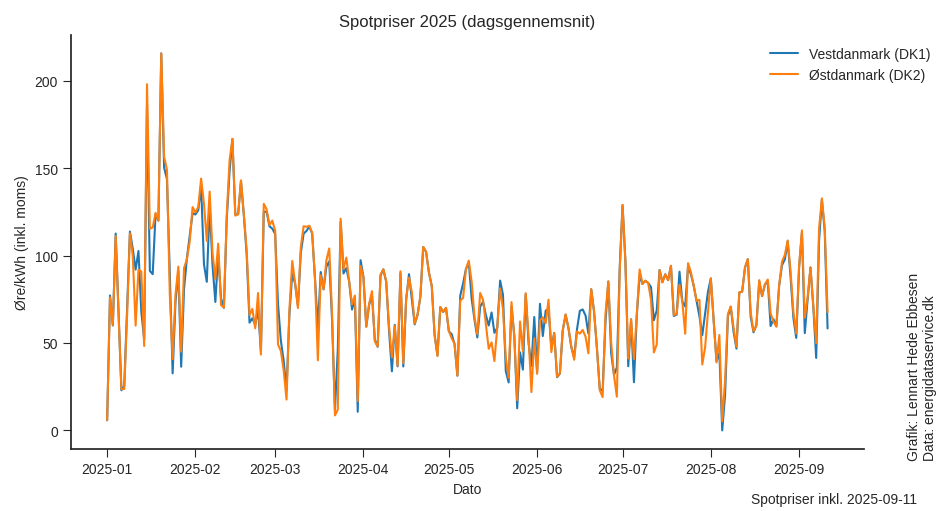 Spotpriser 2025 (dagsgennemsnit)
Vestdanmark (DK1)
Østdanmark (DK2)
Øre/kWh (inkl. moms)
200
150
100
50
0
2025-01
2025-02
2025-03
2025-04
2025-05
2025-06
2025-07
2025-08
2025-09
Dato
Grafik: Lennart Hede Ebbesen
Data: energidataservice.dk
Spotpriser inkl. 2025-09-11